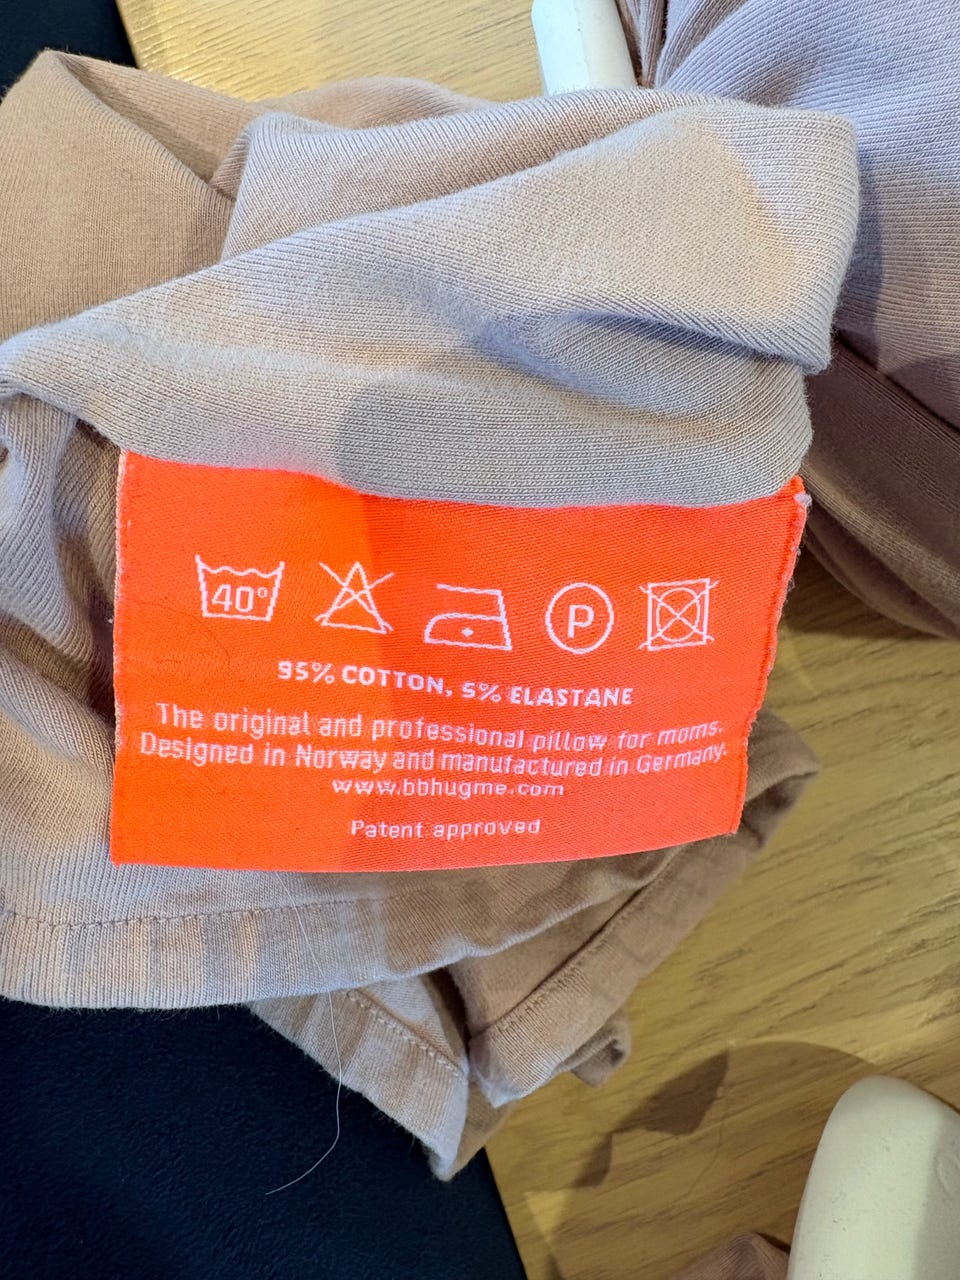 40°
P
95% COTTON, 5% ELASTANE
The original and professional pillow for moms.
Designed in Norway and manufactured in Germany.
www.bbhugme.com
Patent approved